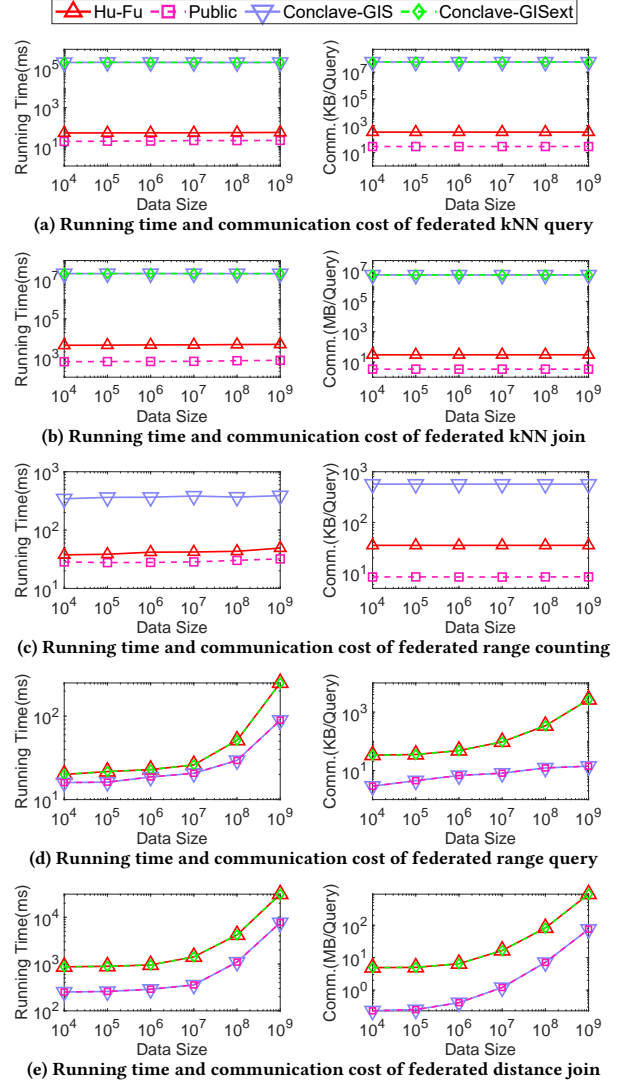 Hu-Fu Public Conclave-GIS Conclave-GISext
Running Time(ms)
10^5
10^3
10^1
10^4 10^5 10^6 10^7 10^8 10^9
Data Size
Comm.(KB/Query)
10^7
10^5
10^3
10^1
10^4 10^5 10^6 10^7 10^8 10^9
Data Size
(a) Running time and communication cost of federated kNN query
Running Time(ms)
10^7
10^5
10^3
10^4 10^5 10^6 10^7 10^8 10^9
Data Size
Comm.(MB/Query)
10^7
10^5
10^3
10^1
10^4 10^5 10^6 10^7 10^8 10^9
Data Size
(b) Running time and communication cost of federated kNN join
Running Time(ms)
10^3
10^2
10^1
10^4 10^5 10^6 10^7 10^8 10^9
Data Size
Comm.(KB/Query)
10^3
10^2
10^1
10^4 10^5 10^6 10^7 10^8 10^9
Data Size
(c) Running time and communication cost of federated range counting
Running Time(ms)
10^2
10^1
10^4 10^5 10^6 10^7 10^8 10^9
Data Size
Comm.(KB/Query)
10^3
10^1
10^4 10^5 10^6 10^7 10^8 10^9
Data Size
(d) Running time and communication cost of federated range query
Running Time(ms)
10^4
10^3
10^2
10^4 10^5 10^6 10^7 10^8 10^9
Data Size
Comm.(MB/Query)
10^2
10^0
10^4 10^5 10^6 10^7 10^8 10^9
Data Size
(e) Running time and communication cost of federated distance join